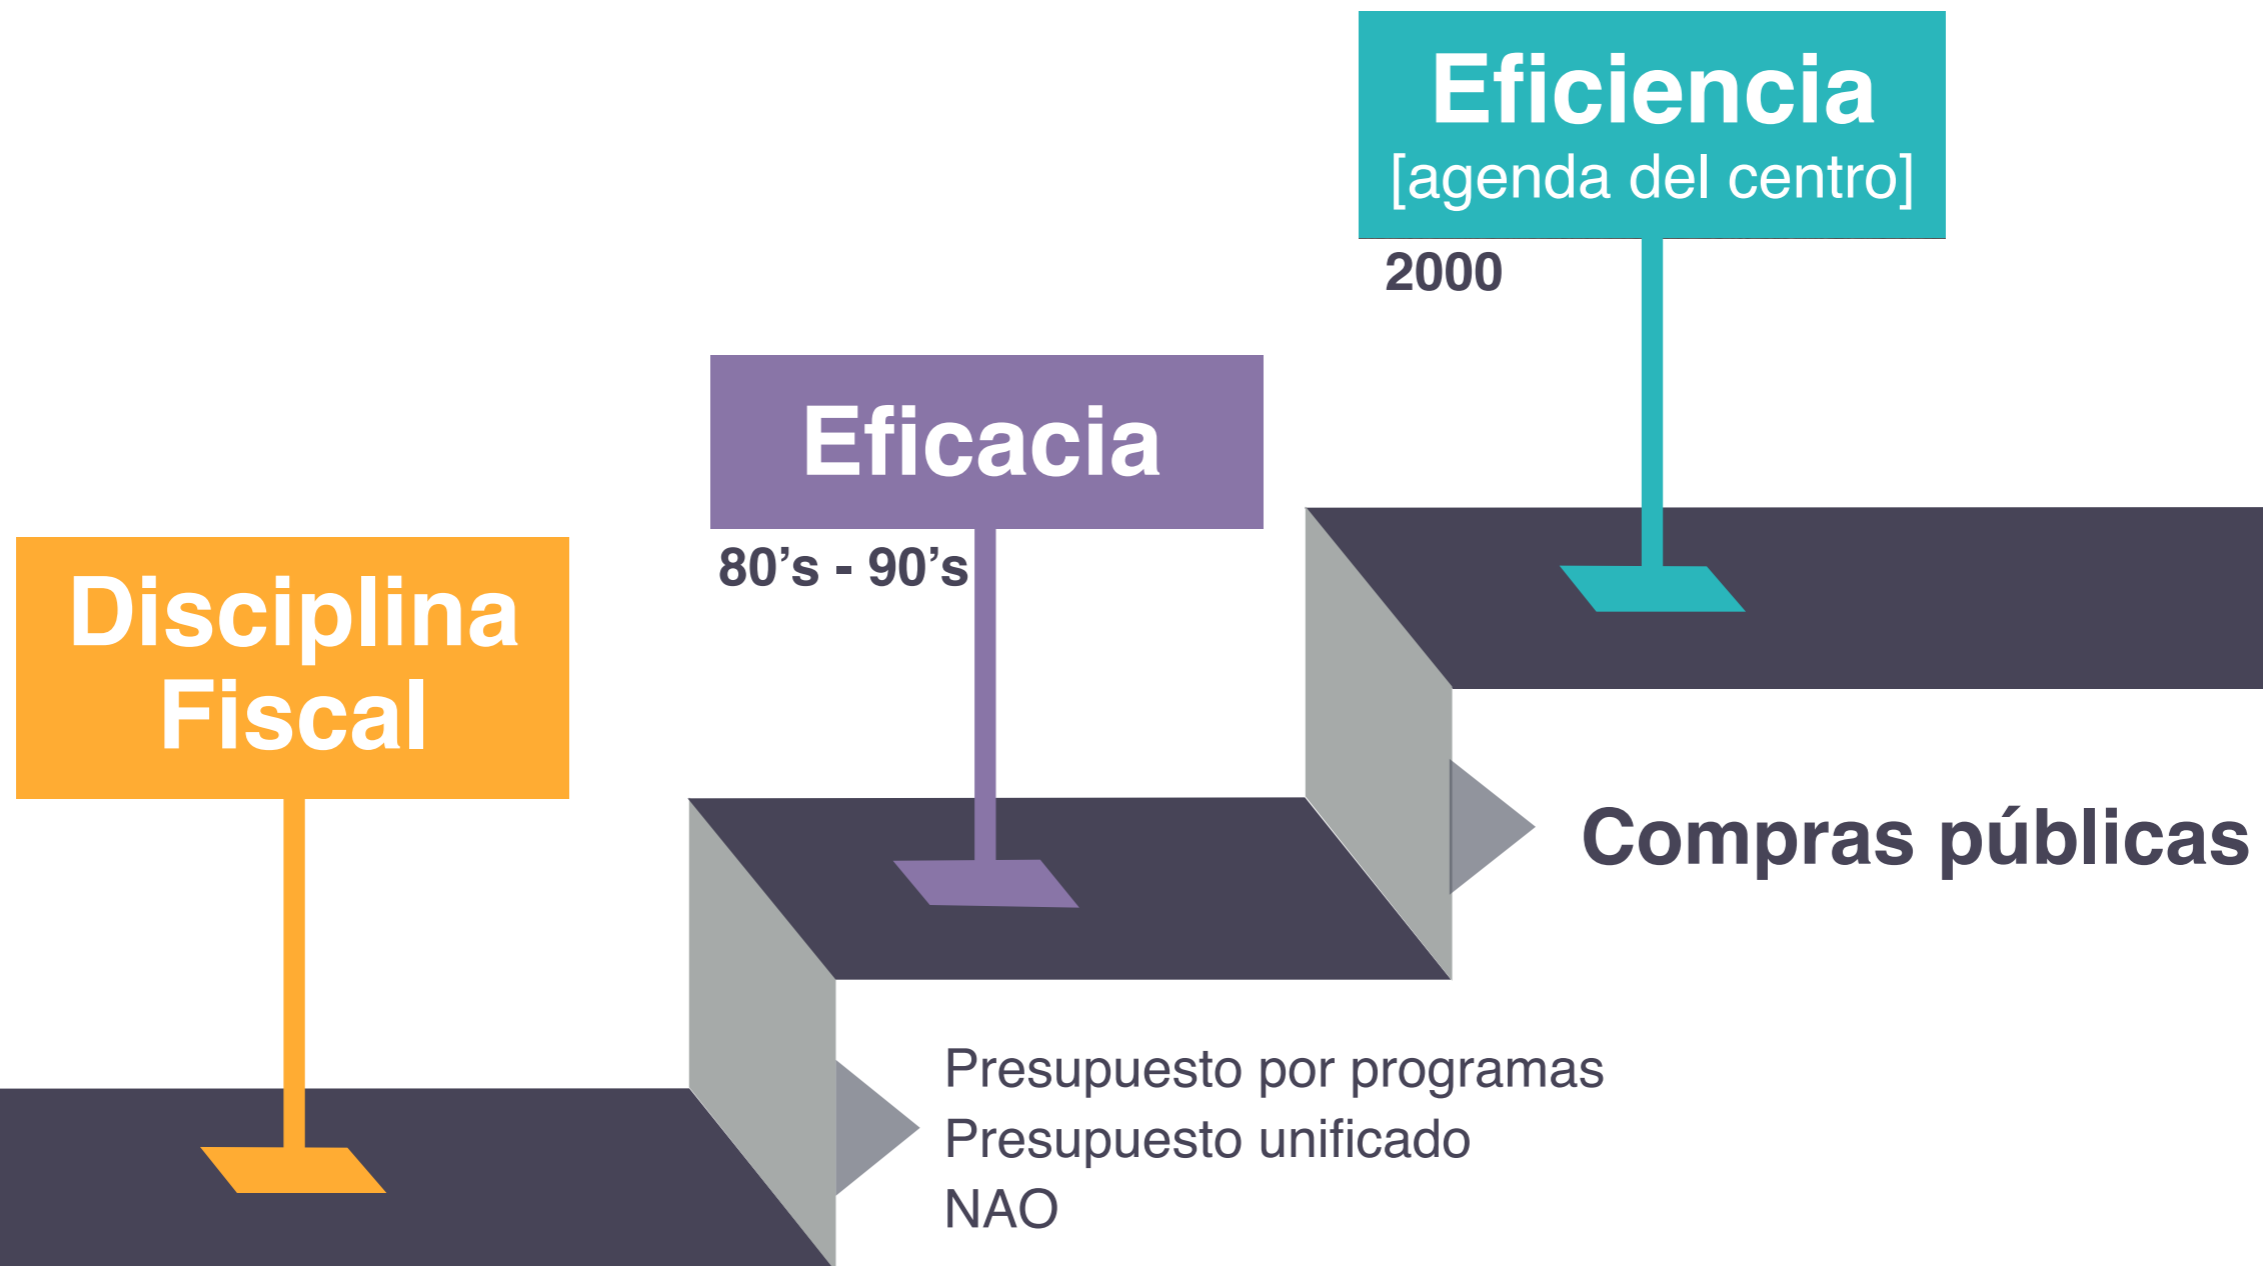 Eficiencia
[agenda del centro]
2000
Eficacia
80’s - 90’s
Disciplina
Fiscal
Compras públicas
Presupuesto por programas
Presupuesto unificado
NAO